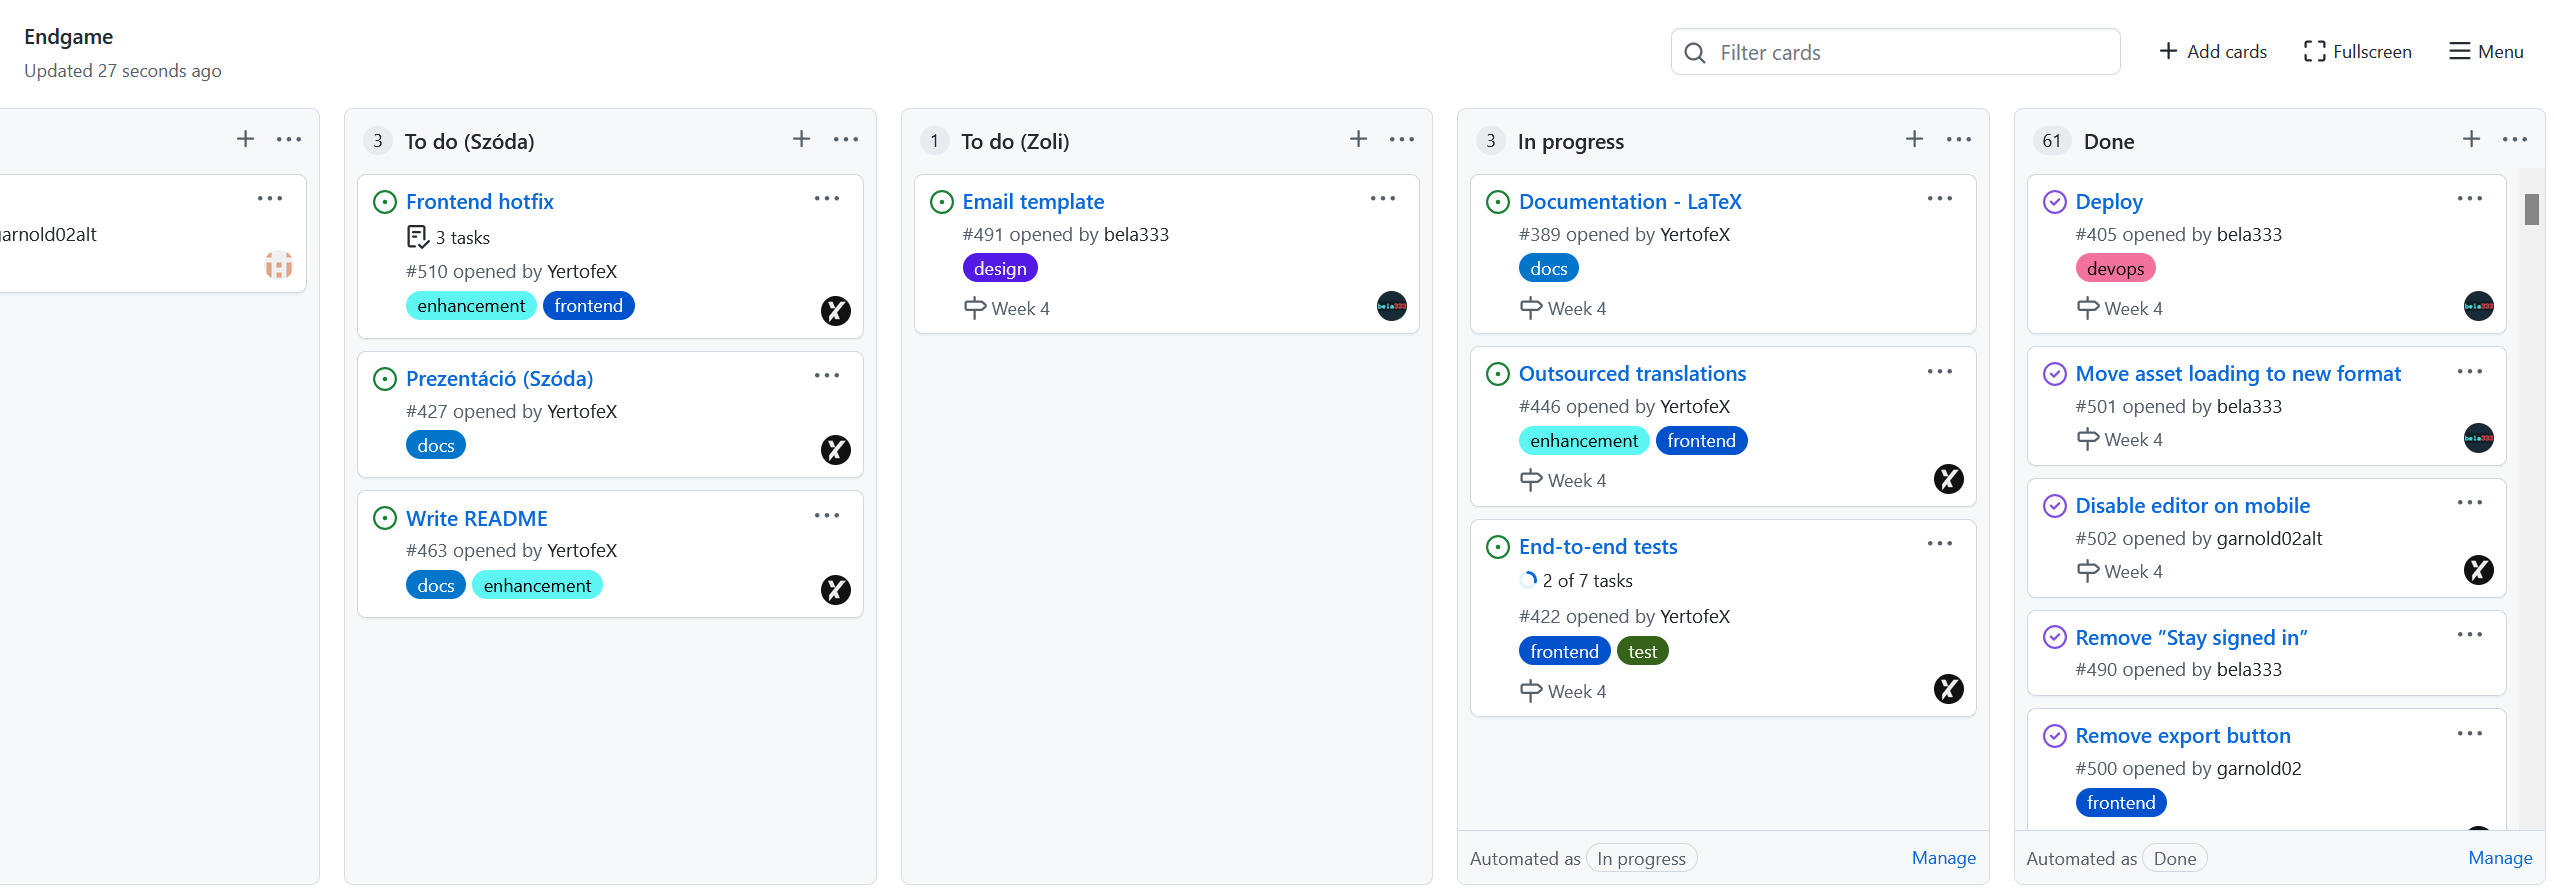 Endgame
Updated 27 seconds ago
Filter cards
Add cards
Fullscreen
Menu
arnold02alt
3 To do (Szóda)
Frontend hotfix
3 tasks
#510 opened by YertofeX
enhancement frontend
Prezentáció (Szóda)
#427 opened by YertofeX
docs
Write README
#463 opened by YertofeX
docs enhancement
1 To do (Zoli)
Email template
#491 opened by bela333
design
Week 4
bela333
3 In progress
Documentation - LaTeX
#389 opened by YertofeX
docs
Week 4
Outsourced translations
#446 opened by YertofeX
enhancement frontend
Week 4
End-to-end tests
2 of 7 tasks
#422 opened by YertofeX
frontend test
Week 4
Automated as In progress Manage
61 Done
Deploy
#405 opened by bela333
devops
Week 4
bela333
Move asset loading to new format
#501 opened by bela333
Week 4
bela333
Disable editor on mobile
#502 opened by garnold02alt
Week 4
Remove ”Stay signed in”
#490 opened by bela333
Remove export button
#500 opened by garnold02
frontend
Automated as Done Manage